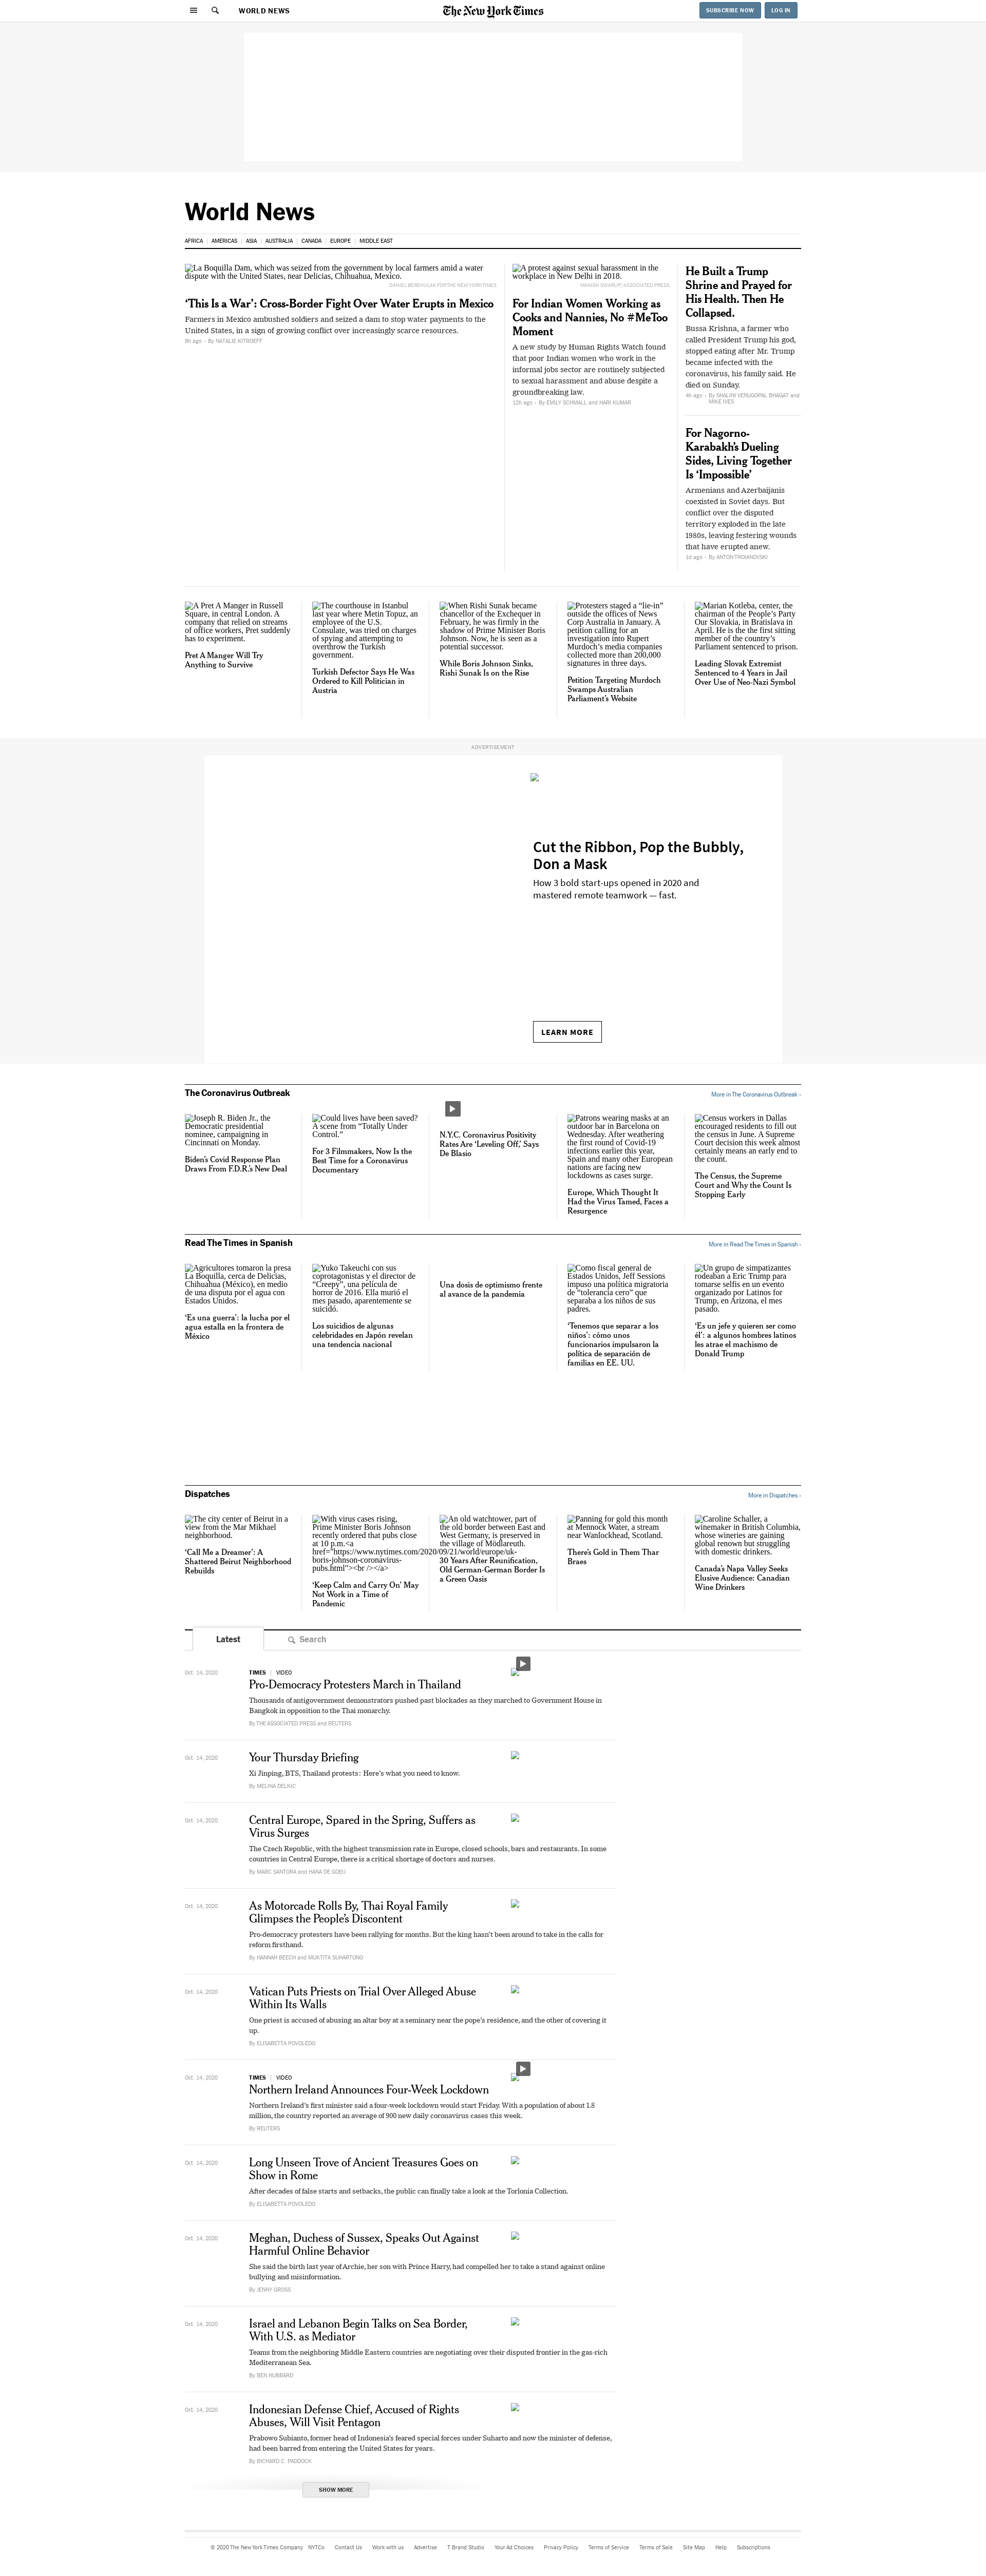 WORLD NEWS
The New York Times
SUBSCRIBE NOW
LOG IN
World News
AFRICA
AMERICAS
ASIA
AUSTRALIA
CANADA
EUROPE
MIDDLE EAST
La Boquilla Dam, which was seized from the government by local farmers amid a water
dispute with the United States, near Delicias, Chihuahua, Mexico.
DANIEL BEREHULAK FOR THE NEW YORK TIMES
‘This Is a War’: Cross-Border Fight Over Water Erupts in Mexico
Farmers in Mexico ambushed soldiers and seized a dam to stop water payments to the
United States, in a sign of growing conflict over increasingly scarce resources.
8h ago
By NATALIE KITROEFF
A protest against sexual harassment in the
workplace in New Delhi in 2018.
MANISH SWARUP/ASSOCIATED PRESS
For Indian Women Working as
Cooks and Nannies, No #MeToo
Moment
A new study by Human Rights Watch found
that poor Indian women who work in the
informal jobs sector are routinely subjected
to sexual harassment and abuse despite a
groundbreaking law.
12h ago
By EMILY SCHMALL and HARI KUMAR
He Built a Trump
Shrine and Prayed for
His Health. Then He
Collapsed.
Bussa Krishna, a farmer who
called President Trump his god,
stopped eating after Mr. Trump
became infected with the
coronavirus, his family said. He
died on Sunday.
4h ago
By SHALINI VENUGOPAL BHAGAT and
MIKE IVES
For Nagorno-
Karabakh’s Dueling
Sides, Living Together
Is ‘Impossible’
Armenians and Azerbaijanis
coexisted in Soviet days. But
conflict over the disputed
territory exploded in the late
1980s, leaving festering wounds
that have erupted anew.
1d ago
By ANTON TROIANOVSKI
A Pret A Manger in Russell
Square, in central London. A
company that relied on streams
of office workers, Pret suddenly
has to experiment.
Pret A Manger Will Try
Anything to Survive
The courthouse in Istanbul
last year where Metin Topuz, an
employee of the U.S.
Consulate, was tried on charges
of spying and attempting to
overthrow the Turkish
government.
Turkish Defector Says He Was
Ordered to Kill Politician in
Austria
When Rishi Sunak became
chancellor of the Exchequer in
February, he was firmly in the
shadow of Prime Minister Boris
Johnson. Now, he is seen as a
potential successor.
While Boris Johnson Sinks,
Rishi Sunak Is on the Rise
Protesters staged a “lie-in”
outside the offices of News
Corp Australia in January. A
petition calling for an
investigation into Rupert
Murdoch’s media companies
collected more than 200,000
signatures in three days.
Petition Targeting Murdoch
Swamps Australian
Parliament’s Website
Marian Kotleba, center, the
chairman of the People’s Party
Our Slovakia, in Bratislava in
April. He is the the first sitting
member of the country’s
Parliament sentenced to prison.
Leading Slovak Extremist
Sentenced to 4 Years in Jail
Over Use of Neo-Nazi Symbol
ADVERTISEMENT
Cut the Ribbon, Pop the Bubbly,
Don a Mask
How 3 bold start-ups opened in 2020 and
mastered remote teamwork — fast.
LEARN MORE
The Coronavirus Outbreak
More in The Coronavirus Outbreak »
Joseph R. Biden Jr., the
Democratic presidential
nominee, campaigning in
Cincinnati on Monday.
Biden’s Covid Response Plan
Draws From F.D.R.’s New Deal
Could lives have been saved?
A scene from “Totally Under
Control.”
For 3 Filmmakers, Now Is the
Best Time for a Coronavirus
Documentary
N.Y.C. Coronavirus Positivity
Rates Are ‘Leveling Off,’ Says
De Blasio
Patrons wearing masks at an
outdoor bar in Barcelona on
Wednesday. After weathering
the first round of Covid-19
infections earlier this year,
Spain and many other European
nations are facing new
lockdowns as cases surge.
Europe, Which Thought It
Had the Virus Tamed, Faces a
Resurgence
Census workers in Dallas
encouraged residents to fill out
the census in June. A Supreme
Court decision this week almost
certainly means an early end to
the count.
The Census, the Supreme
Court and Why the Count Is
Stopping Early
Read The Times in Spanish
More in Read The Times in Spanish »
Agricultores tomaron la presa
La Boquilla, cerca de Delicias,
Chihuahua (México), en medio
de una disputa por el agua con
Estados Unidos.
‘Es una guerra’: la lucha por el
agua estalla en la frontera de
México
Yuko Takeuchi con sus
coprotagonistas y el director de
“Creepy”, una película de
horror de 2016. Ella murió el
mes pasado, aparentemente se
suicidó.
Los suicidios de algunas
celebridades en Japón revelan
una tendencia nacional
Una dosis de optimismo frente
al avance de la pandemia
Como fiscal general de
Estados Unidos, Jeff Sessions
impuso una política migratoria
de “tolerancia cero” que
separaba a los niños de sus
padres.
‘Tenemos que separar a los
niños’: cómo unos
funcionarios impulsaron la
política de separación de
familias en EE. UU.
Un grupo de simpatizantes
rodeaban a Eric Trump para
tomarse selfis en un evento
organizado por Latinos for
Trump, en Arizona, el mes
pasado.
‘Es un jefe y quieren ser como
él’: a algunos hombres latinos
les atrae el machismo de
Donald Trump
Dispatches
More in Dispatches »
The city center of Beirut in a
view from the Mar Mikhael
neighborhood.
‘Call Me a Dreamer’: A
Shattered Beirut Neighborhood
Rebuilds
With virus cases rising,
Prime Minister Boris Johnson
recently ordered that pubs close
at 10 p.m.<a
href="https://www.nytimes.com/2020/09/21/world/europe/uk-
boris-johnson-coronavirus-
pubs.html"><br /></a>
‘Keep Calm and Carry On’ May
Not Work in a Time of
Pandemic
An old watchtower, part of
the old border between East and
West Germany, is preserved in
the village of Mödlareuth.
30 Years After Reunification,
Old German-German Border Is
a Green Oasis
Panning for gold this month
at Mennock Water, a stream
near Wanlockhead, Scotland.
There’s Gold in Them Thar
Braes
Caroline Schaller, a
winemaker in British Columbia,
whose wineries are gaining
global renown but struggling
with domestic drinkers.
Canada’s Napa Valley Seeks
Elusive Audience: Canadian
Wine Drinkers
Latest
Search
Oct. 14, 2020
TIMES | VIDEO
Pro-Democracy Protesters March in Thailand
Thousands of antigovernment demonstrators pushed past blockades as they marched to Government House in
Bangkok in opposition to the Thai monarchy.
By THE ASSOCIATED PRESS and REUTERS
Oct. 14, 2020
Your Thursday Briefing
Xi Jinping, BTS, Thailand protests: Here’s what you need to know.
By MELINA DELKIC
Oct. 14, 2020
Central Europe, Spared in the Spring, Suffers as
Virus Surges
The Czech Republic, with the highest transmission rate in Europe, closed schools, bars and restaurants. In some
countries in Central Europe, there is a critical shortage of doctors and nurses.
By MARC SANTORA and HANA DE GOEIJ
Oct. 14, 2020
As Motorcade Rolls By, Thai Royal Family
Glimpses the People’s Discontent
Pro-democracy protesters have been rallying for months. But the king hasn’t been around to take in the calls for
reform firsthand.
By HANNAH BEECH and MUKTITA SUHARTONO
Oct. 14, 2020
Vatican Puts Priests on Trial Over Alleged Abuse
Within Its Walls
One priest is accused of abusing an altar boy at a seminary near the pope’s residence, and the other of covering it
up.
By ELISABETTA POVOLEDO
Oct. 14, 2020
TIMES | VIDEO
Northern Ireland Announces Four-Week Lockdown
Northern Ireland’s first minister said a four-week lockdown would start Friday. With a population of about 1.8
million, the country reported an average of 900 new daily coronavirus cases this week.
By REUTERS
Oct. 14, 2020
Long Unseen Trove of Ancient Treasures Goes on
Show in Rome
After decades of false starts and setbacks, the public can finally take a look at the Torlonia Collection.
By ELISABETTA POVOLEDO
Oct. 14, 2020
Meghan, Duchess of Sussex, Speaks Out Against
Harmful Online Behavior
She said the birth last year of Archie, her son with Prince Harry, had compelled her to take a stand against online
bullying and misinformation.
By JENNY GROSS
Oct. 14, 2020
Israel and Lebanon Begin Talks on Sea Border,
With U.S. as Mediator
Teams from the neighboring Middle Eastern countries are negotiating over their disputed frontier in the gas-rich
Mediterranean Sea.
By BEN HUBBARD
Oct. 14, 2020
Indonesian Defense Chief, Accused of Rights
Abuses, Will Visit Pentagon
Prabowo Subianto, former head of Indonesia’s feared special forces under Suharto and now the minister of defense,
had been barred from entering the United States for years.
By RICHARD C. PADDOCK
SHOW MORE
© 2020 The New York Times Company
NYTCo
Contact Us
Work with us
Advertise
T Brand Studio
Your Ad Choices
Privacy Policy
Terms of Service
Terms of Sale
Site Map
Help
Subscriptions